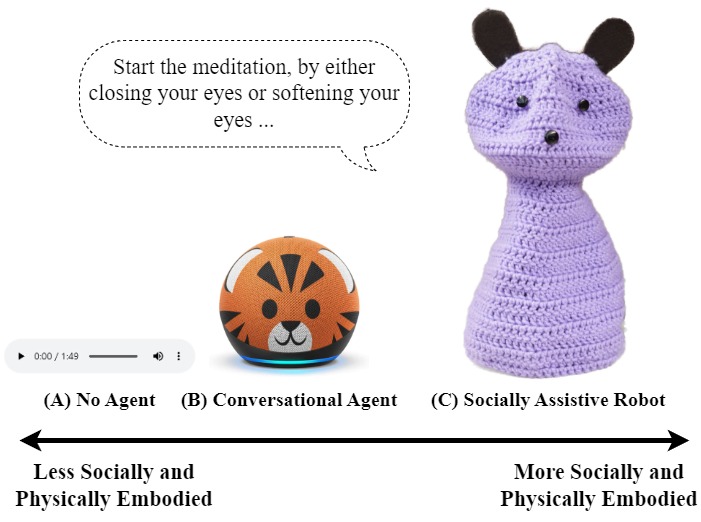 Start the meditation, by either
closing your eyes or softening your
eyes ...
0:00 / 1:49
(A) No Agent
(B) Conversational Agent
(C) Socially Assistive Robot
Less Socially and
Physically Embodied
More Socially and
Physically Embodied